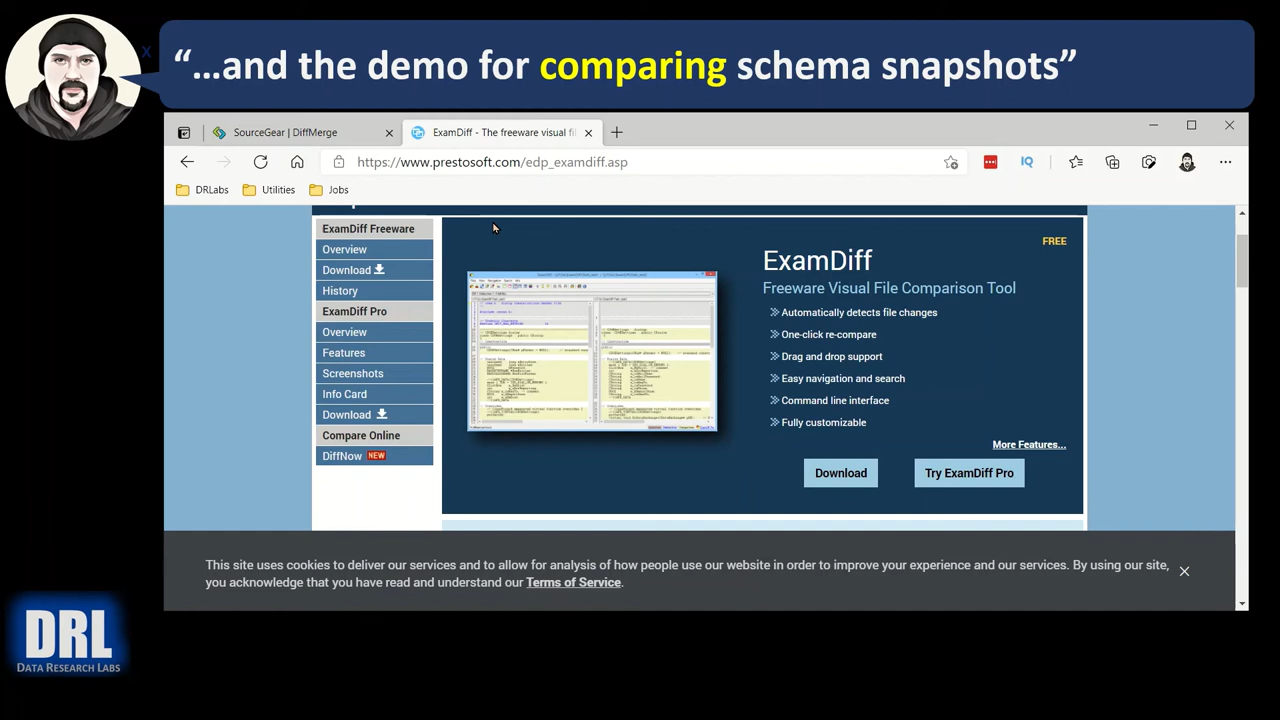 “…and the demo for comparing schema snapshots”
x
SourceGear | DiffMerge
ExamDiff - The freeware visual fi
https://www.prestosoft.com/edp_examdiff.asp
IQ
DRLabs
Utilities
Jobs
ExamDiff Freeware
Overview
Download
History
ExamDiff Pro
Overview
Features
Screenshots
Info Card
Download
Compare Online
DiffNow NEW
FREE
ExamDiff
Freeware Visual File Comparison Tool
Automatically detects file changes
One-click re-compare
Drag and drop support
Easy navigation and search
Command line interface
Fully customizable
More Features...
Download
Try ExamDiff Pro
This site uses cookies to deliver our services and to allow for analysis of how people use our website in order to improve your experience and our services. By using our site,
you acknowledge that you have read and understand our Terms of Service.
DRL
DATA RESEARCH LABS